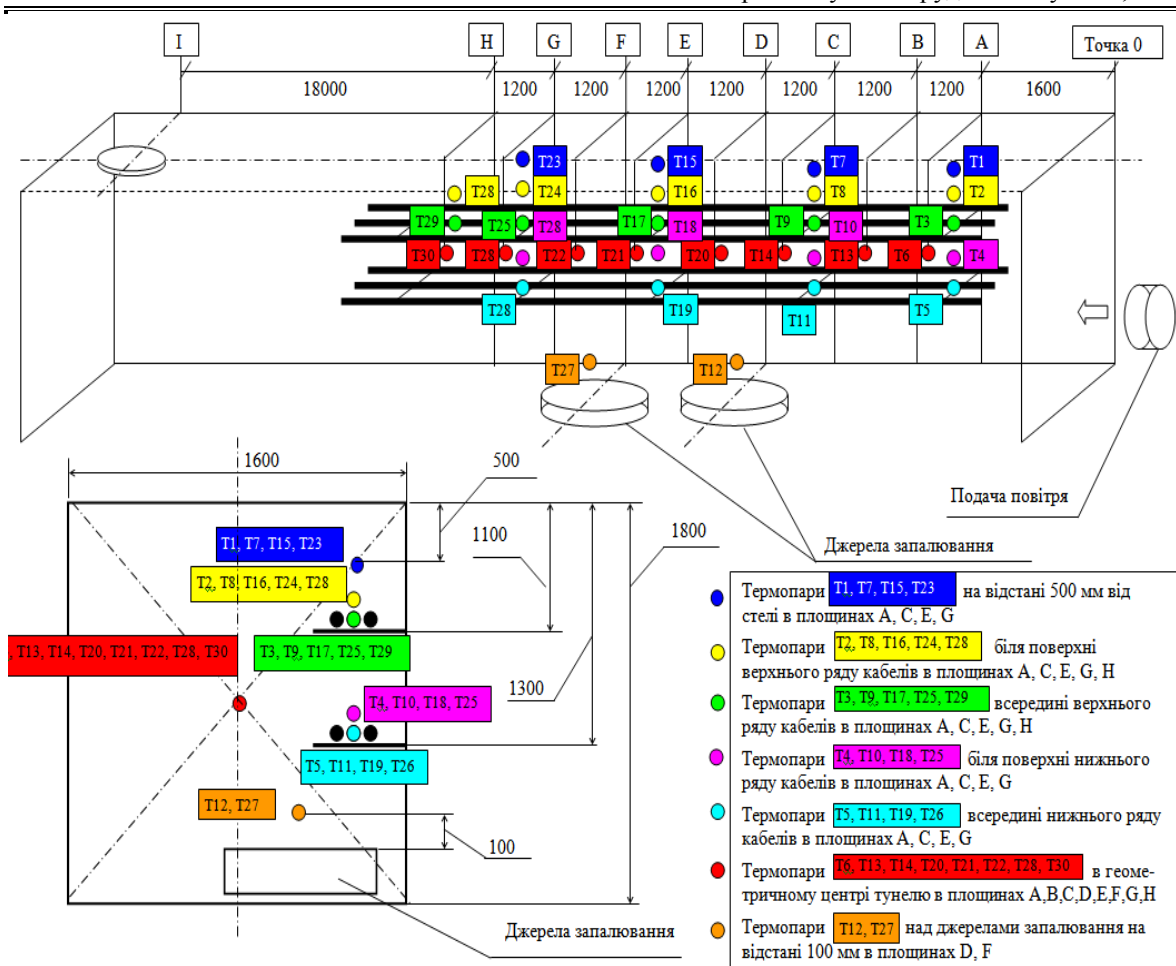 I H G F E D C B A Точка 0
18000 1200 1200 1200 1200 1200 1200 1200 1600
T23 T15 T7 T1
T28 T24 T16 T8 T2
T29 T25 T28 T17 T18 T9 T10 T3
T30 T28 T22 T21 T20 T14 T13 T6 T4
T28 T19 T11 T5
T27 T12
1600
500
Подача повітря
1100
1800
Джерела запалювання
T1, T7, T15, T23
T2, T8, T16, T24, T28
T13, T14, T20, T21, T22, T28, T30
T3, T9, T17, T25, T29
1300
T4, T10, T18, T25
T5, T11, T19, T26
T12, T27
100
Джерела запалювання
Термопари T1, T7, T15, T23 на відстані 500 мм від
стелі в площинах A, C, E, G
Термопари T2, T8, T16, T24, T28 біля поверхні
верхнього ряду кабелів в площинах A, C, E, G, H
Термопари T3, T9, T17, T25, T29 всередині верхнього
ряду кабелів в площинах A, C, E, G, H
Термопари T4, T10, T18, T25 біля поверхні нижнього
ряду кабелів в площинах A, C, E, G
Термопари T5, T11, T19, T26 всередині нижнього ряду
кабелів в площинах A, C, E, G
Термопари T6, T13, T14, T20, T21, T22, T28, T30 в геоме-
тричному центрі тунелю в площинах A,B,C,D,E,F,G,H
Термопари T12, T27 над джерелами запалювання на
відстані 100 мм в площинах D, F